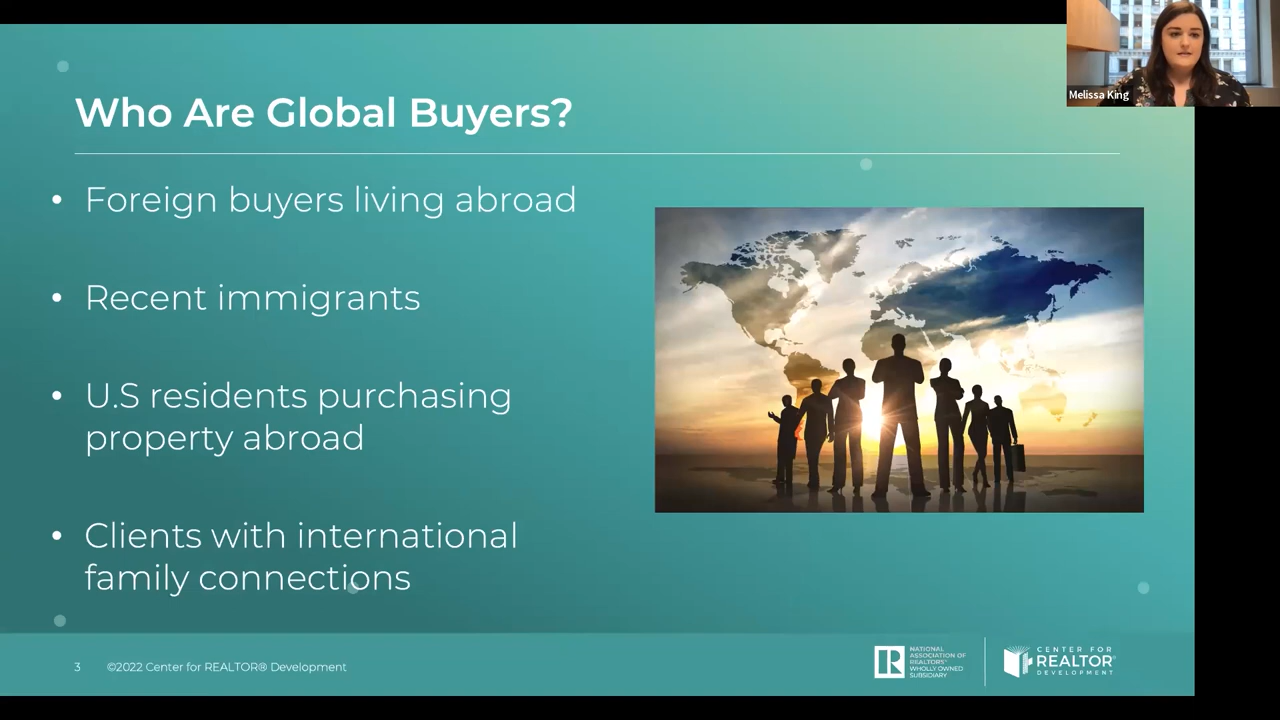 Melissa King
Who Are Global Buyers?
• Foreign buyers living abroad
• Recent immigrants
• U.S residents purchasing
property abroad
• Clients with international
family connections
3 ©2022 Center for REALTOR® Development
NATIONAL
ASSOCIATION OF
REALTORS®
WHOLLY OWNED
SUBSIDIARY
CENTER FOR
REALTOR®
DEVELOPMENT